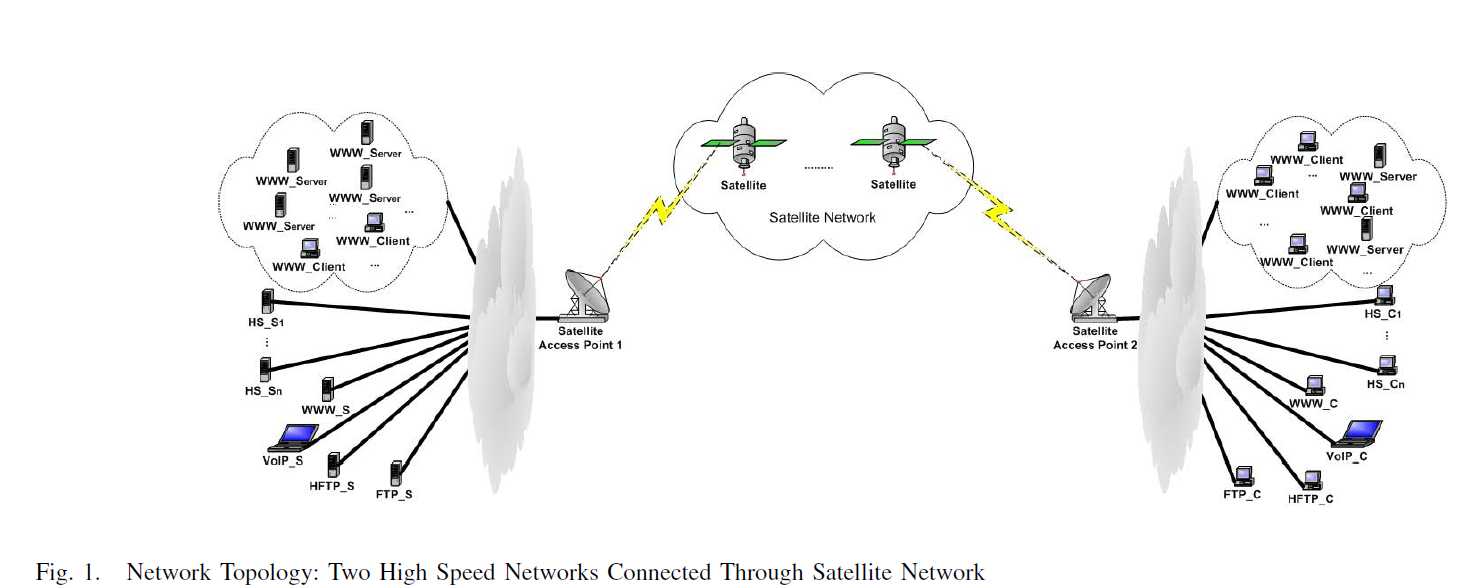 WWW_Server
WWW_Server
WWW_Server
WWW_Server
...
...
WWW_Client
WWW_Client
...
HS_S1
⋮
HS_Sn
WWW_S
VoIP_S
HFTP_S
FTP_S
Satellite
Access Point 1
Satellite
.........
Satellite
Satellite Network
Satellite
Access Point 2
WWW_Client
...
WWW_Server
WWW_Client
WWW_Client
...
WWW_Server
WWW_Client
...
HS_C1
⋮
HS_Cn
WWW_C
VoIP_C
FTP_C
HFTP_C
Fig. 1. Network Topology: Two High Speed Networks Connected Through Satellite Network